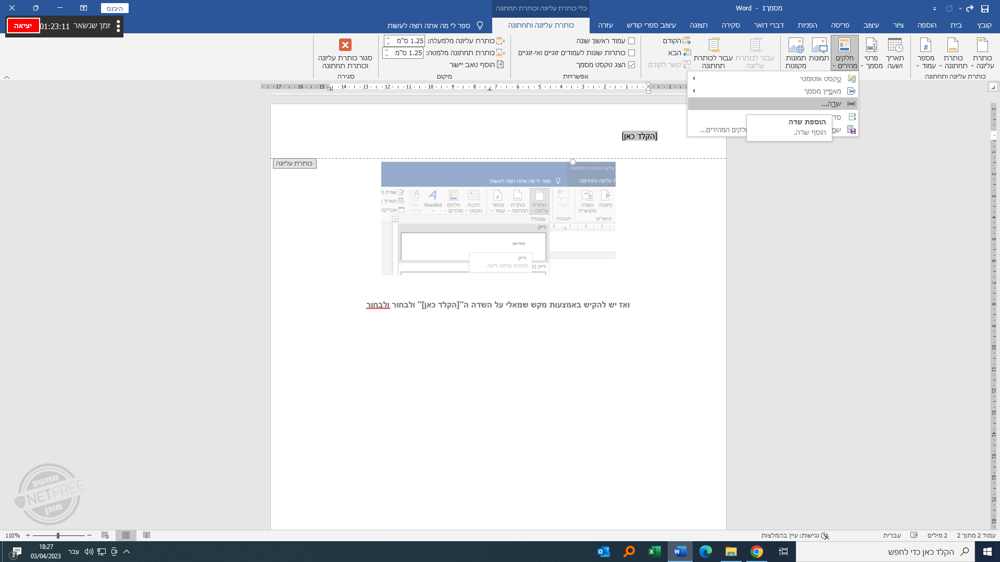 מסמך1 - Word
כלי כותרת עליונה וכותרת תחתונה
היכנס
זמן שנשאר 01:23:11 יציאה
קובץ בית הוספה ציור עיצוב פריסה הפניות דברי דואר סקירה תצוגה עיצוב ספרי קודש עזרה כותרת עליונה ותחתונה ספר לי מה אתה רוצה לעשות
כותרת עליונה
כותרת תחתונה
מספר עמוד
כותרת עליונה ותחתונה
תאריך ושעה
פרטי מסמך
חלקים מהירים
תמונות
תמונות מקוונות
עבור לכותרת עליונה
עבור לכותרת תחתונה
הקודם
הבא
קשר לקודם
עמוד ראשון שונה
כותרות שונות לעמודים זוגיים ואי-זוגיים
הצג טקסט מסמך
אפשרויות
כותרת עליונה מלמעלה: 1.25 ס"מ
כותרת תחתונה מלמטה: 1.25 ס"מ
הוסף טאב יישור
מיקום
סגור כותרת עליונה וכותרת תחתונה
סגירה
טקסט אוטומטי
מאפיין מסמך
שדה...
סד
שמ חלקים המהירים...
הוספת שדה
הוסף שדה.
[הקלד כאן]
כותרת עליונה
עליונה וכותרת תחתונה
ת עליונה ותחתונה ספר לי מה אתה רוצה לעשות
סימניה
הפניה מקושרת
קישורים
הערה
תגובות
כותרת עליונה
כותרת תחתונה
מספר עמוד
תיבת טקסט
חלקים מהירים
WordArt
אות פתיח
שורת ח
תאריך ו
אובייקט
מוכלל
ריק
[הקלד כאן]
ריק
כותרת עליונה ריקה
ריק (ש
ואז יש להקיש באמצעות מקש שמאלי על השדה ה"[הקלד כאן]" ולבחור ולבחור
מחשב
NETFREE
מוגן
עמוד 2 מתוך 2 2 מילים עברית נגישות: עיין בהמלצות 110%
הקלד כאן כדי לחפש
עבר
18:27
03/04/2023
3